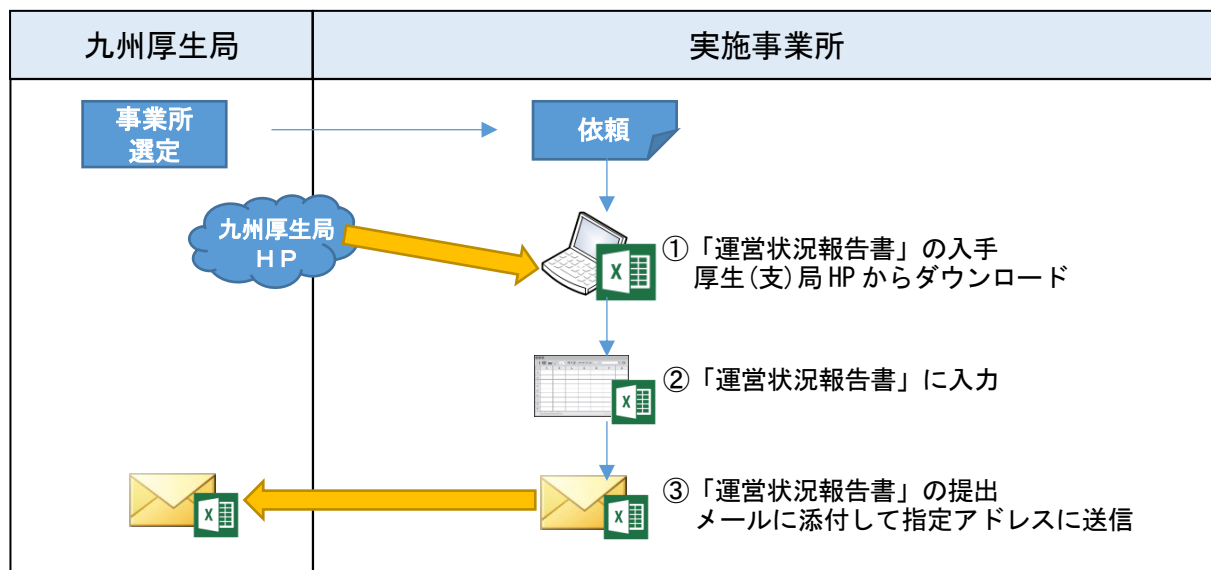 九州厚生局
実施事業所
事業所
選定
依頼
九州厚生局
ＨＰ
①「運営状況報告書」の入手
厚生(支)局 HP からダウンロード
②「運営状況報告書」に入力
③「運営状況報告書」の提出
メールに添付して指定アドレスに送信